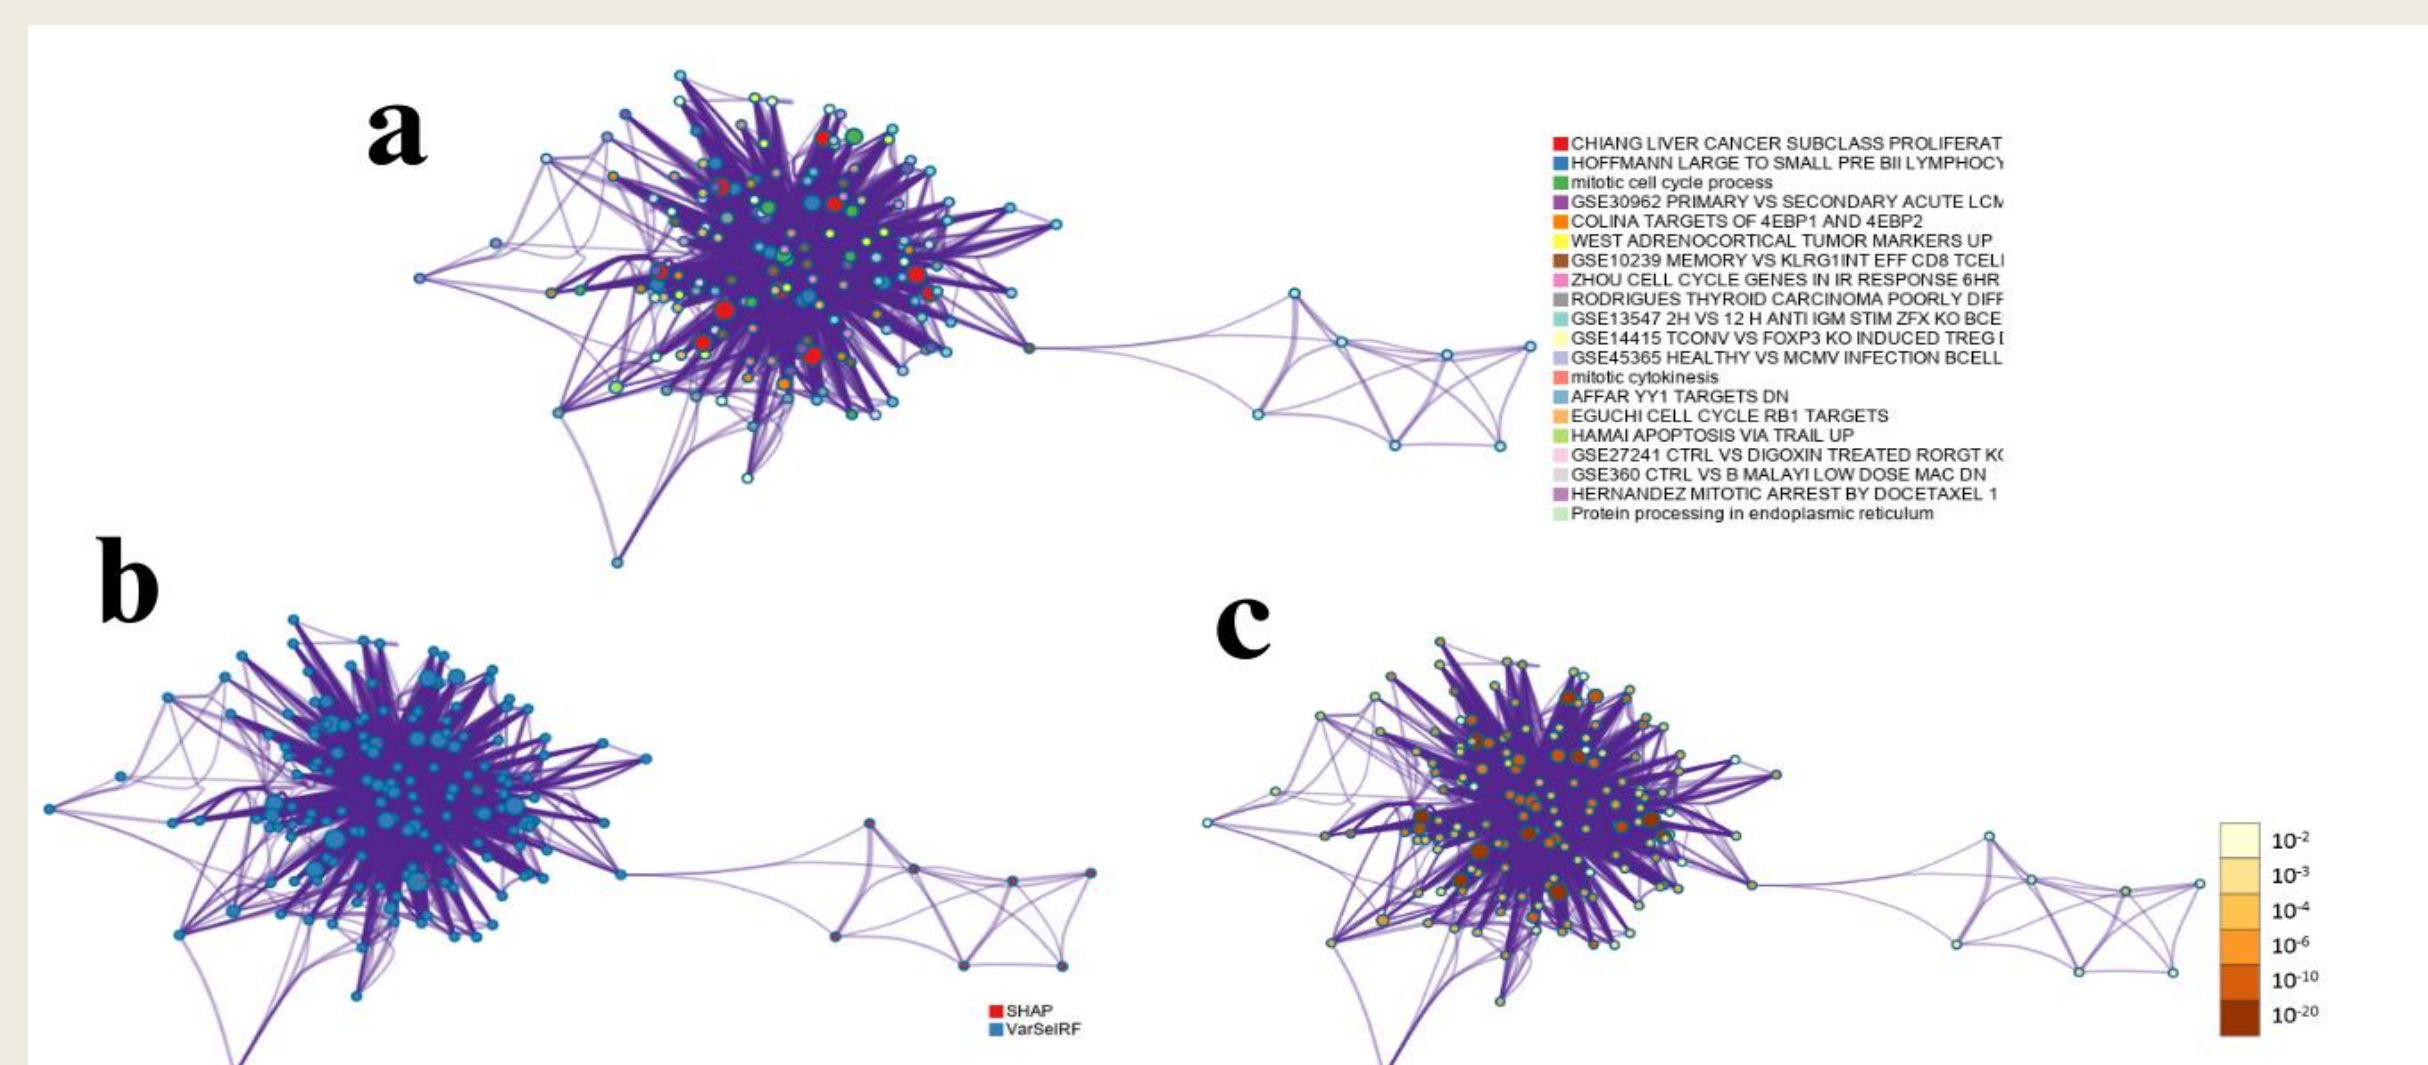 a
CHIANG LIVER CANCER SUBCLASS PROLIFERAT
HOFFMANN LARGE TO SMALL PRE BII LYMPHOCY
mitotic cell cycle process
GSE30962 PRIMARY VS SECONDARY ACUTE LCM
COLINA TARGETS OF 4EBP1 AND 4EBP2
WEST ADRENOCORTICAL TUMOR MARKERS UP
GSE10239 MEMORY VS KLRG1INT EFF CD8 TCELL
ZHOU CELL CYCLE GENES IN IR RESPONSE 6HR
RODRIGUES THYROID CARCINOMA POORLY DIFF
GSE13547 2H VS 12 H ANTI IGM STIM ZFX KO BCE
GSE14415 TCONV VS FOXP3 KO INDUCED TREG
GSE45365 HEALTHY VS MCMV INFECTION BCELL
mitotic cytokinesis
AFFAR YY1 TARGETS DN
EGUCHI CELL CYCLE RB1 TARGETS
HAMAI APOPTOSIS VIA TRAIL UP
GSE27241 CTRL VS DIGOXIN TREATED RORGT KO
GSE360 CTRL VS B MALAYI LOW DOSE MAC DN
HERNANDEZ MITOTIC ARREST BY DOCETAXEL 1
Protein processing in endoplasmic reticulum
b
SHAP
VarSelRF
c
10⁻²
10⁻³
10⁻⁴
10⁻⁶
10⁻¹⁰
10⁻²⁰